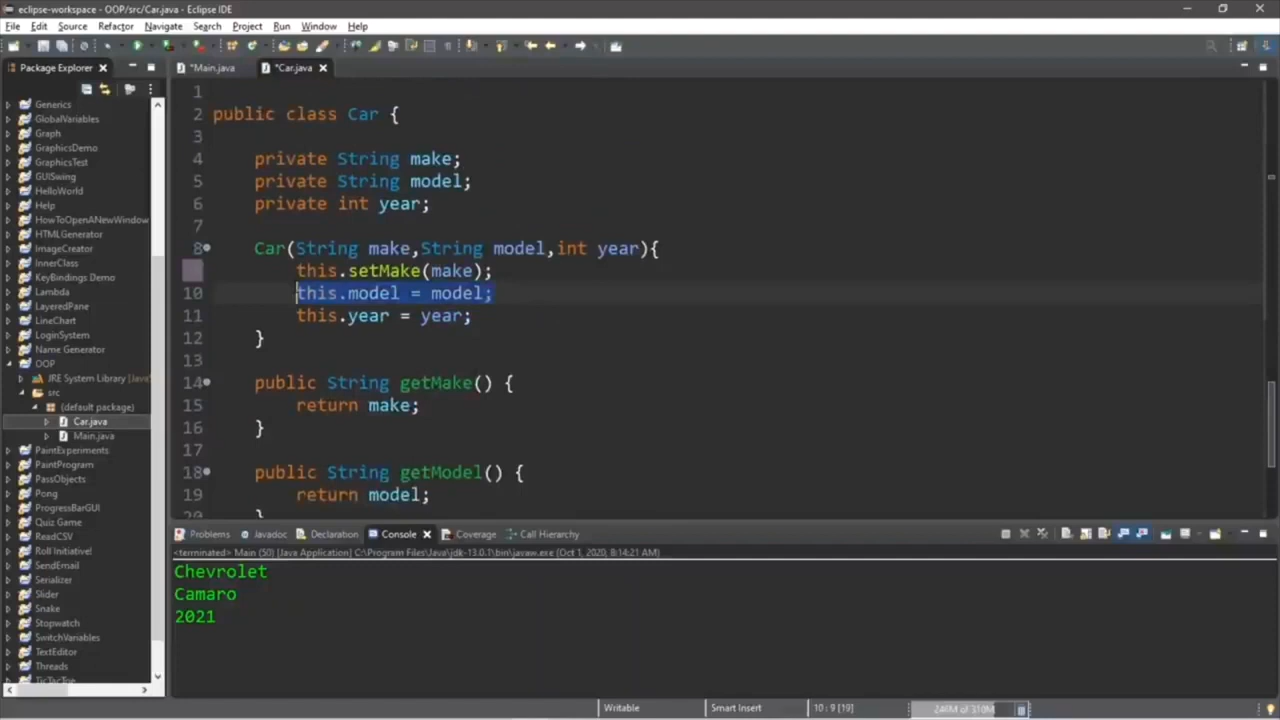 eclipse-workspace - OOP/src/Car.java - Eclipse IDE
File Edit Source Refactor Navigate Search Project Run Window Help
Package Explorer
*Main.java *Car.java
Generics
GlobalVariables
Graph
GraphicsDemo
GraphicsTest
GUISwing
HelloWorld
Help
HowToOpenANewWindow
HTMLGenerator
ImageCreator
InnerClass
KeyBindings Demo
Lambda
LayeredPane
LineChart
LoginSystem
Name Generator
OOP
JRE System Library [Java
src
(default package)
Car.java
Main.java
PaintExperiments
PaintProgram
PassObjects
Pong
ProgressBarGUI
Quiz Game
ReadCSV
Roll Initiative!
SendEmail
Serializer
Slider
Snake
Stopwatch
SwitchVariables
TextEditor
Threads
TicTacToe
1
2 public class Car {
3
4 private String make;
5 private String model;
6 private int year;
7
8 Car(String make,String model,int year){
this.setMake(make);
10 this.model = model;
11 this.year = year;
12 }
13
14 public String getMake() {
15 return make;
16 }
17
18 public String getModel() {
19 return model;
20 }
Problems Javadoc Declaration Console Coverage Call Hierarchy
<terminated> Main (50) [Java Application] C:\Program Files\Java\jdk-13.0.1\bin\javaw.exe (Oct 1, 2020, 8:14:21 AM)
Chevrolet
Camaro
2021
Writable Smart Insert 10 : 9 [19] 246M of 310M